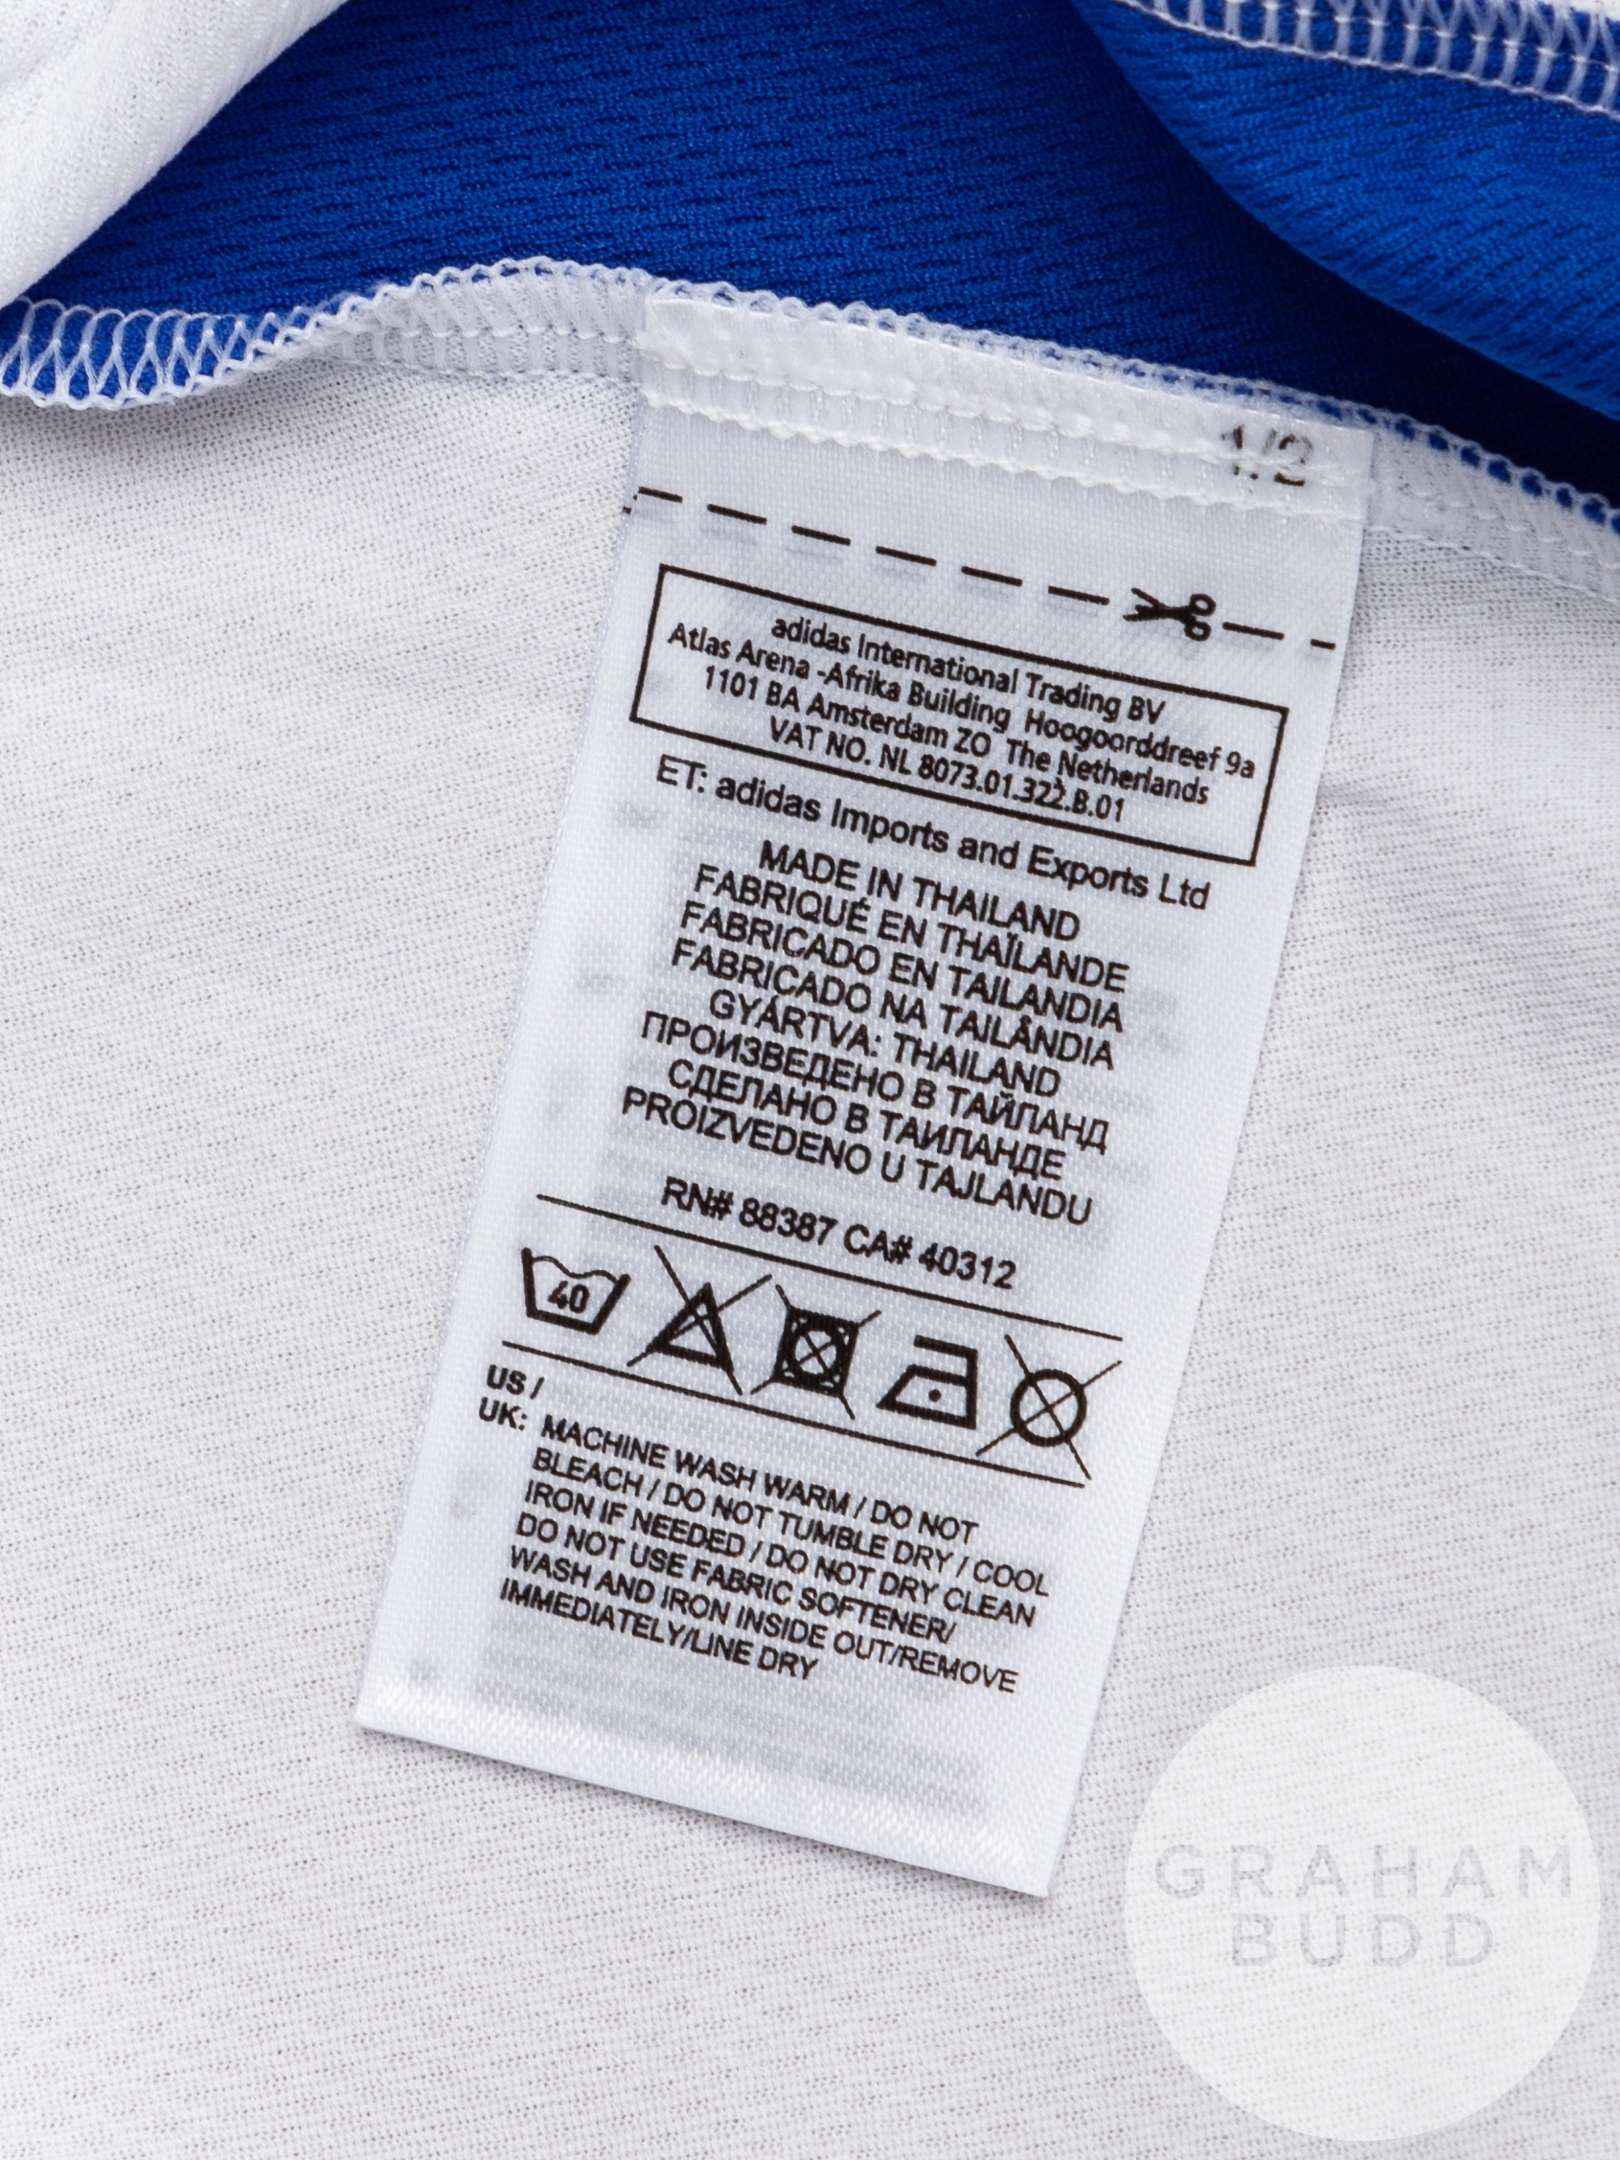 1/2
adidas International Trading BV
Atlas Arena -Afrika Building Hoogoorddreef 9a
1101 BA Amsterdam ZO The Netherlands
VAT NO. NL 8073.01.322.B.01
ET: adidas Imports and Exports Ltd
MADE IN THAILAND
FABRIQUÉ EN THAÏLANDE
FABRICADO EN TAILANDIA
FABRICADO NA TAILÂNDIA
GYÁRTVA: THAILAND
ПРОИЗВЕДЕНО В ТАЙЛАНД
СДЕЛАНО В ТАИЛАНДЕ
PROIZVEDENO U TAJLANDU
RN# 88387 CA# 40312
40
US /
UK: MACHINE WASH WARM / DO NOT
BLEACH / DO NOT TUMBLE DRY / COOL
IRON IF NEEDED / DO NOT DRY CLEAN
DO NOT USE FABRIC SOFTENER/
WASH AND IRON INSIDE OUT/REMOVE
IMMEDIATELY/LINE DRY
GRAHAM
BUDD